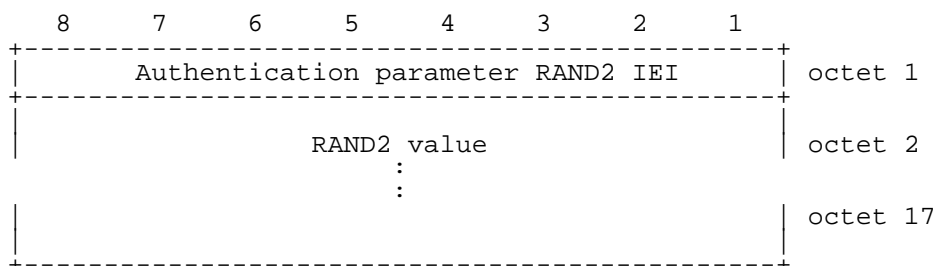 8 7 6 5 4 3 2 1
+-----------------------------------------------+
| Authentication parameter RAND2 IEI | octet 1
+-----------------------------------------------+
| |
| RAND2 value | octet 2
:
:
| | octet 17
| |
+-----------------------------------------------+